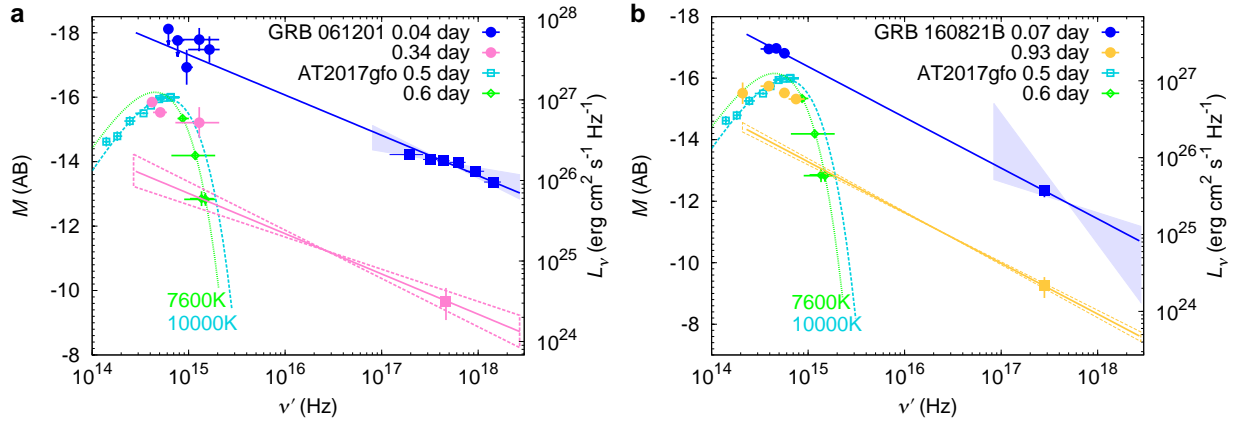 a
GRB 061201 0.04 day
0.34 day
AT2017gfo 0.5 day
0.6 day
7600K
10000K
-18
-16
-14
-12
-10
-8
M (AB)
10^28
10^27
10^26
10^25
10^24
L_ν (erg cm² s⁻¹ Hz⁻¹)
10^14
10^15
10^16
10^17
10^18
ν′ (Hz)
b
GRB 160821B 0.07 day
0.93 day
AT2017gfo 0.5 day
0.6 day
7600K
10000K
-18
-16
-14
-12
-10
-8
M (AB)
10^27
10^26
10^25
10^24
L_ν (erg cm² s⁻¹ Hz⁻¹)
10^14
10^15
10^16
10^17
10^18
ν′ (Hz)